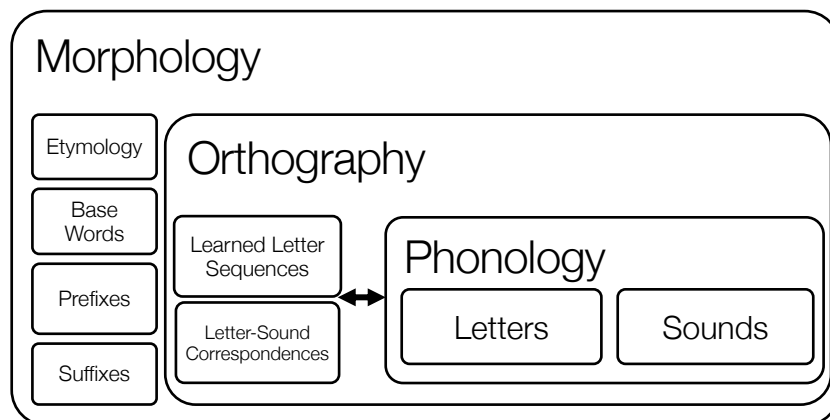 Morphology
Etymology
Base
Words
Prefixes
Suffixes
Orthography
Learned Letter
Sequences
Letter-Sound
Correspondences
Phonology
Letters
Sounds